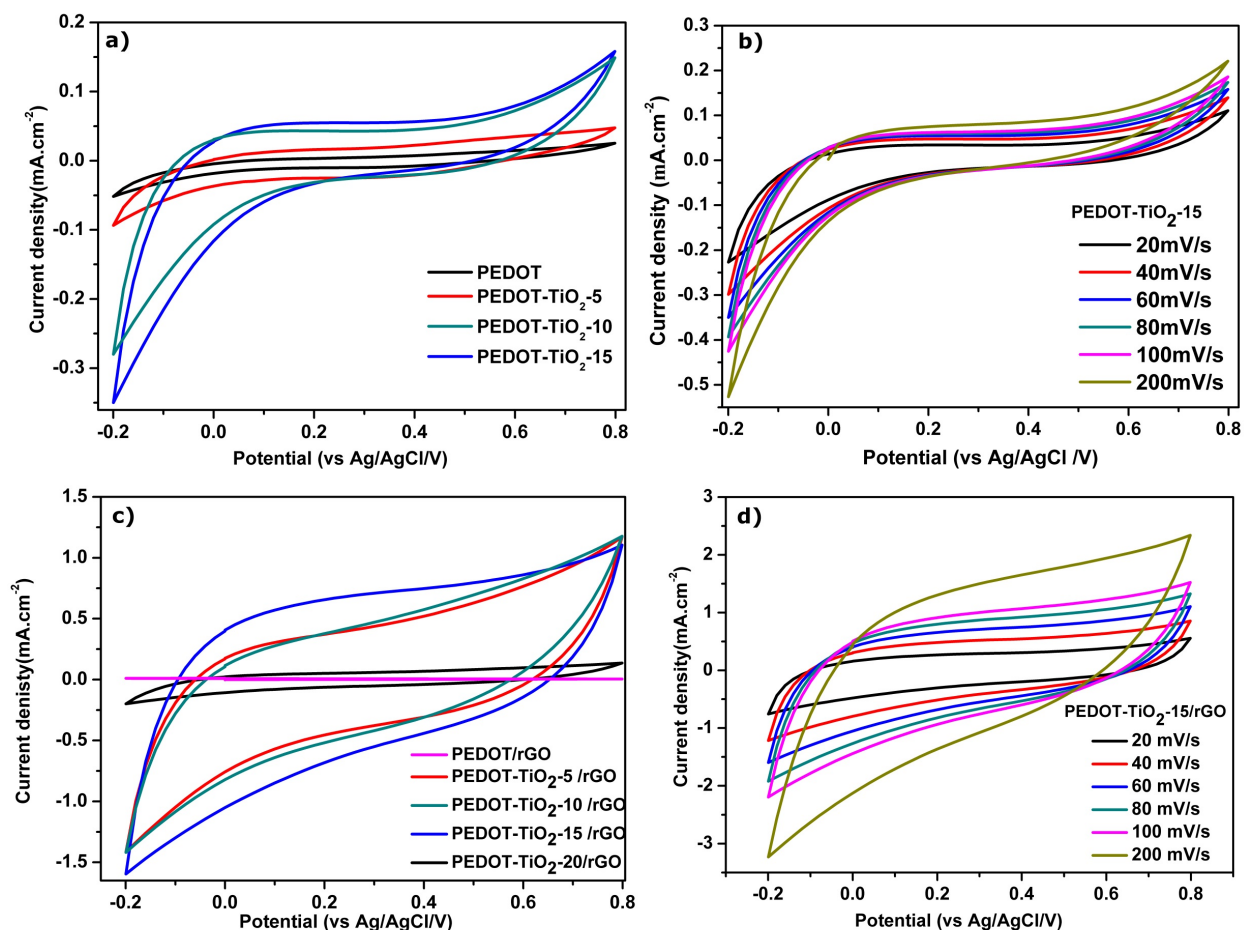 a)
0.2
0.1
0.0
-0.1
-0.2
-0.3
Current density(mA.cm⁻²)
PEDOT
PEDOT-TiO₂-5
PEDOT-TiO₂-10
PEDOT-TiO₂-15
-0.2 0.0 0.2 0.4 0.6 0.8
Potential (vs Ag/AgCl/V)
b)
0.3
0.2
0.1
0.0
-0.1
-0.2
-0.3
-0.4
-0.5
Current density (mA.cm⁻²)
PEDOT-TiO₂-15
20mV/s
40mV/s
60mV/s
80mV/s
100mV/s
200mV/s
-0.2 0.0 0.2 0.4 0.6 0.8
Potential (vs Ag/AgCl /V)
c)
1.5
1.0
0.5
0.0
-0.5
-1.0
-1.5
Current density(mA.cm⁻²)
PEDOT/rGO
PEDOT-TiO₂-5 /rGO
PEDOT-TiO₂-10 /rGO
PEDOT-TiO₂-15 /rGO
PEDOT-TiO₂-20/rGO
-0.2 0.0 0.2 0.4 0.6 0.8
Potential (vs Ag/AgCl/V)
d)
3
2
1
0
-1
-2
-3
Current density(mA.cm⁻²)
PEDOT-TiO₂-15/rGO
20 mV/s
40 mV/s
60 mV/s
80 mV/s
100 mV/s
200 mV/s
-0.2 0.0 0.2 0.4 0.6 0.8
Potential (vs Ag/AgCl/V)